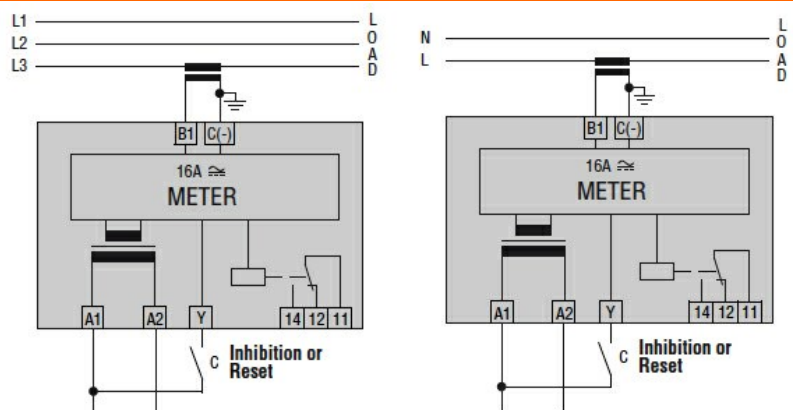 L1
L2
L3
L
O
A
D
B1 C(-)
16A ≅
METER
A1 A2 Y 14 12 11
C
Inhibition or
Reset
N
L
L
O
A
D
B1 C(-)
16A ≅
METER
A1 A2 Y 14 12 11
C
Inhibition or
Reset